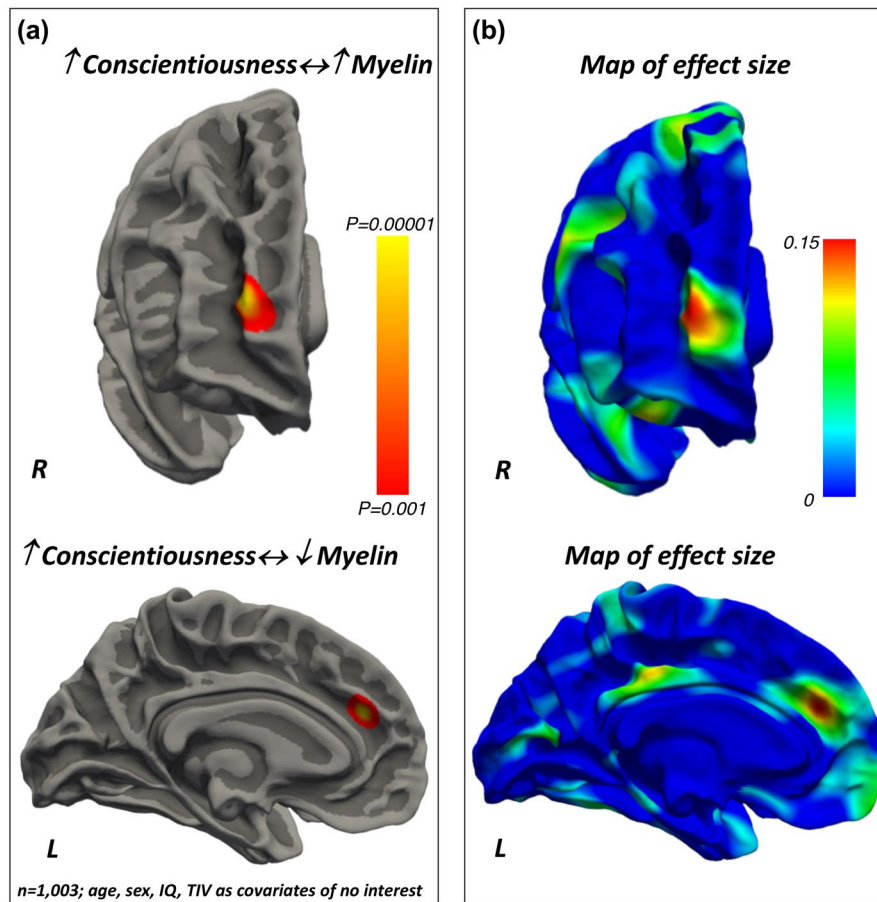 (a)
↑Conscientiousness↔↑Myelin
P=0.00001
P=0.001
R
↑Conscientiousness↔↓Myelin
L
n=1,003; age, sex, IQ, TIV as covariates of no interest
(b)
Map of effect size
0.15
0
R
Map of effect size
L